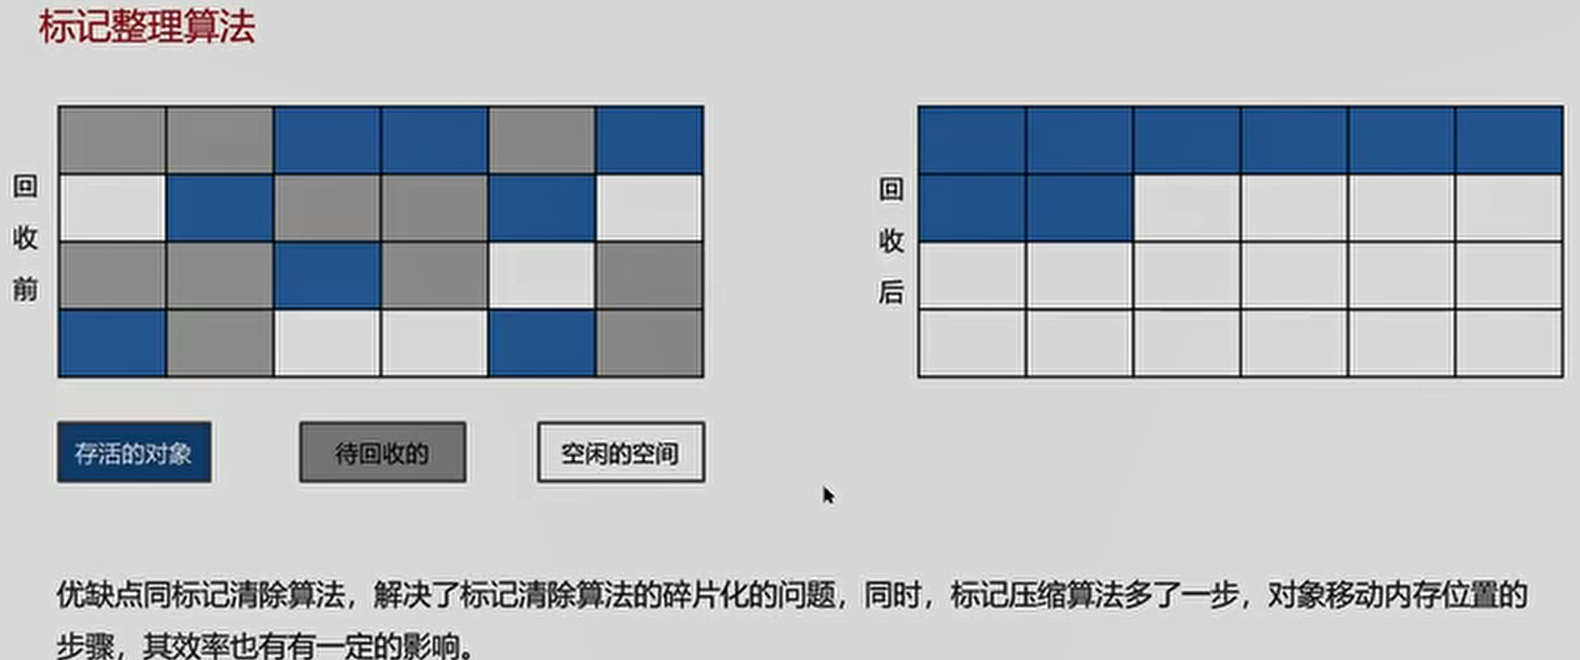 标记整理算法
回收前
回收后
存活的对象
待回收的
空闲的空间
优缺点同标记清除算法，解决了标记清除算法的碎片化的问题，同时，标记压缩算法多了一步，对象移动内存位置的
步骤，其效率也有有一定的影响。